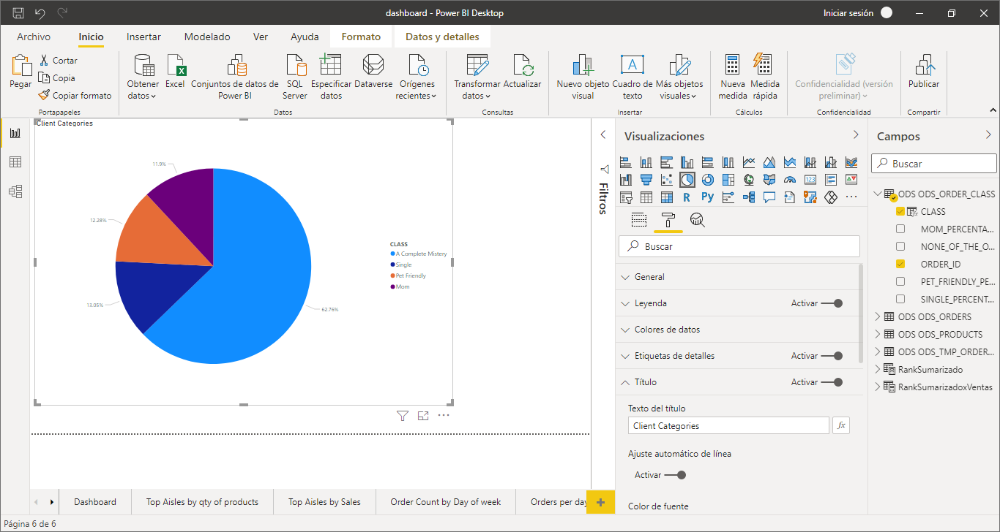 dashboard - Power BI Desktop
Iniciar sesión
Archivo
Inicio
Insertar
Modelado
Ver
Ayuda
Formato
Datos y detalles
Pegar
Cortar
Copia
Copiar formato
Portapapeles
Obtener
datos
Excel
Conjuntos de datos de
Power BI
SQL
Server
Especificar
datos
Dataverse
Orígenes
recientes
Datos
Transformar
datos
Actualizar
Consultas
Nuevo objeto
visual
Cuadro de
texto
Más objetos
visuales
Insertar
Nueva
medida
Medida
rápida
Cálculos
Confidencialidad (versión
preliminar)
Confidencialidad
Publicar
Compartir
Client Categories
11.9%
12.28%
13.05%
62.76%
CLASS
A Complete Mistery
Single
Pet Friendly
Mom
Filtros
Visualizaciones
123
R
Py
Buscar
General
Leyenda
Activar
Colores de datos
Etiquetas de detalles
Activar
Título
Activar
Texto del título
Client Categories
fx
Ajuste automático de línea
Activar
Color de fuente
Campos
Buscar
ODS ODS_ORDER_CLASS
CLASS
MOM_PERCENTA...
NONE_OF_THE_O...
ORDER_ID
PET_FRIENDLY_PE...
SINGLE_PERCENT...
ODS ODS_ORDERS
ODS ODS_PRODUCTS
ODS ODS_TMP_ORDER...
RankSumarizado
RankSumarizadoxVentas
Dashboard
Top Aisles by qty of products
Top Aisles by Sales
Order Count by Day of week
Orders per day
+
Página 6 de 6